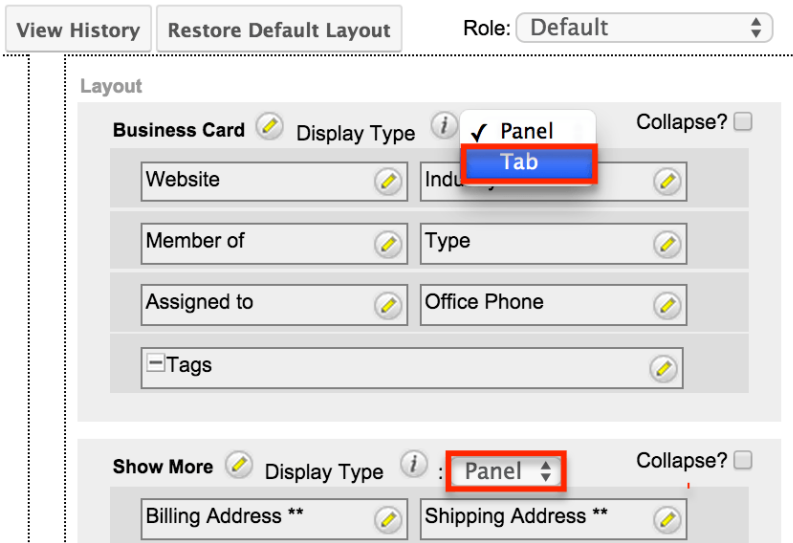 View History Restore Default Layout Role: Default
Layout
Business Card Display Type i ✓ Panel Collapse?
Tab
Website
Member of Type
Assigned to Office Phone
Tags
Show More Display Type i : Panel Collapse?
Billing Address ** Shipping Address **